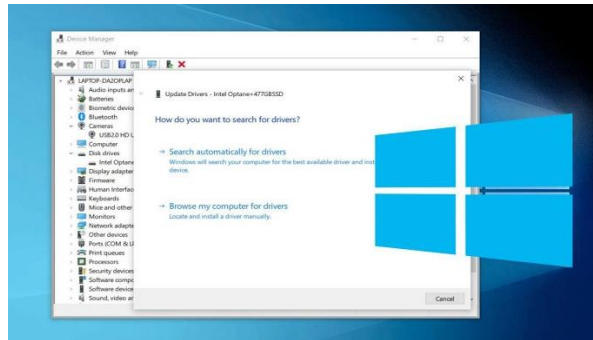 Device Manager
File Action View Help
LAPTOP-DA2OPLAP
Audio inputs an
Batteries
Biometric device
Bluetooth
Cameras
USB2.0 HD U
Computer
Disk drives
Intel Optane
Display adapter
Firmware
Human Interfac
Keyboards
Mice and other
Monitors
Network adapte
Other devices
Ports (COM & LP
Print queues
Processors
Security devices
Software compo
Software device
Sound, video ar
Update Drivers - Intel Optane+477GBSSD
How do you want to search for drivers?
Search automatically for drivers
Windows will search your computer for the best available driver and inst
device.
Browse my computer for drivers
Locate and install a driver manually.
Cancel